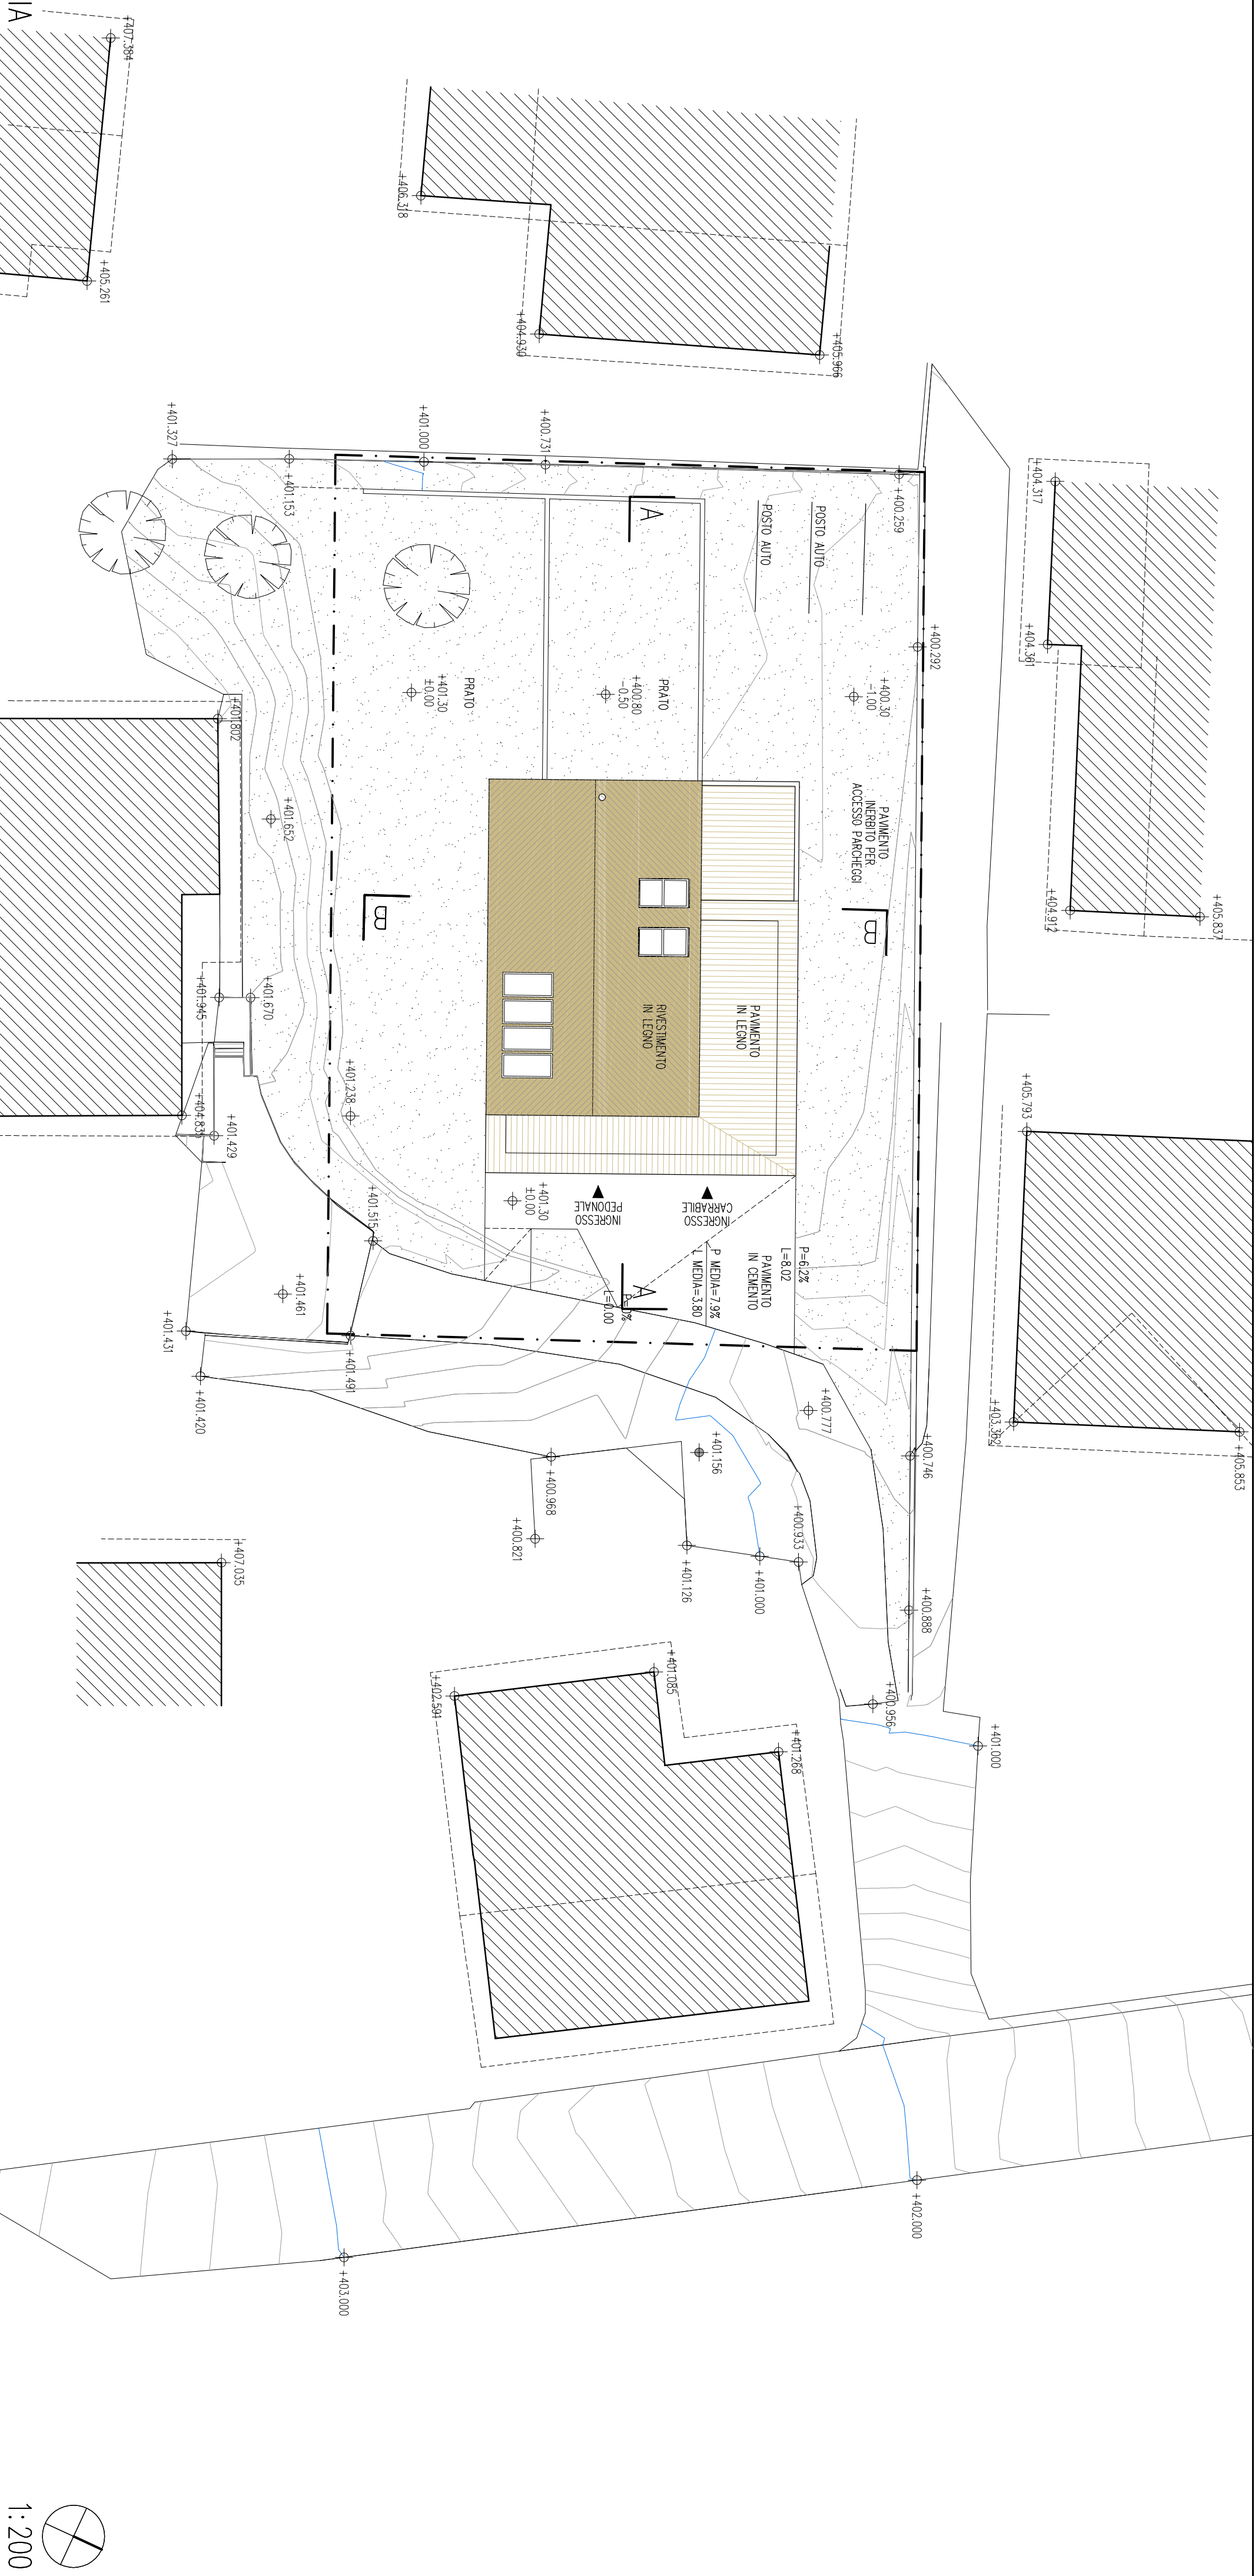 IA
+407.384
+405.261
+406.318
+404.930
+405.966
+404.317
+404.361
+404.912
+405.837
+405.793
+403.362
+405.853
+401.327
+401.153
+401.000
+400.731
+400.259
+400.292
A
POSTO AUTO
POSTO AUTO
PRATO
+401.30
±0.00
PRATO
+400.80
-0.50
+400.30
-1.00
PAVIMENTO
INERBITO PER
ACCESSO PARCHEGGI
B
B
+401.802
+401.652
+401.945
+401.670
+401.238
+401.429
RIVESTIMENTO
IN LEGNO
PAVIMENTO
IN LEGNO
+401.30
±0.00
INGRESSO
PEDONALE
INGRESSO
CARRABILE
+401.515
+401.461
A
L=0.00
P MEDIA=7.9%
L MEDIA=3.80
PAVIMENTO
IN CEMENTO
P=6.2%
L=8.02
+401.431
+401.420
+401.491
+400.777
+400.746
+401.156
+400.968
+400.821
+401.126
+401.000
+400.933
+400.888
+407.035
+401.085
+402.591
+401.268
+400.956
+401.000
+402.000
+403.000
1:200